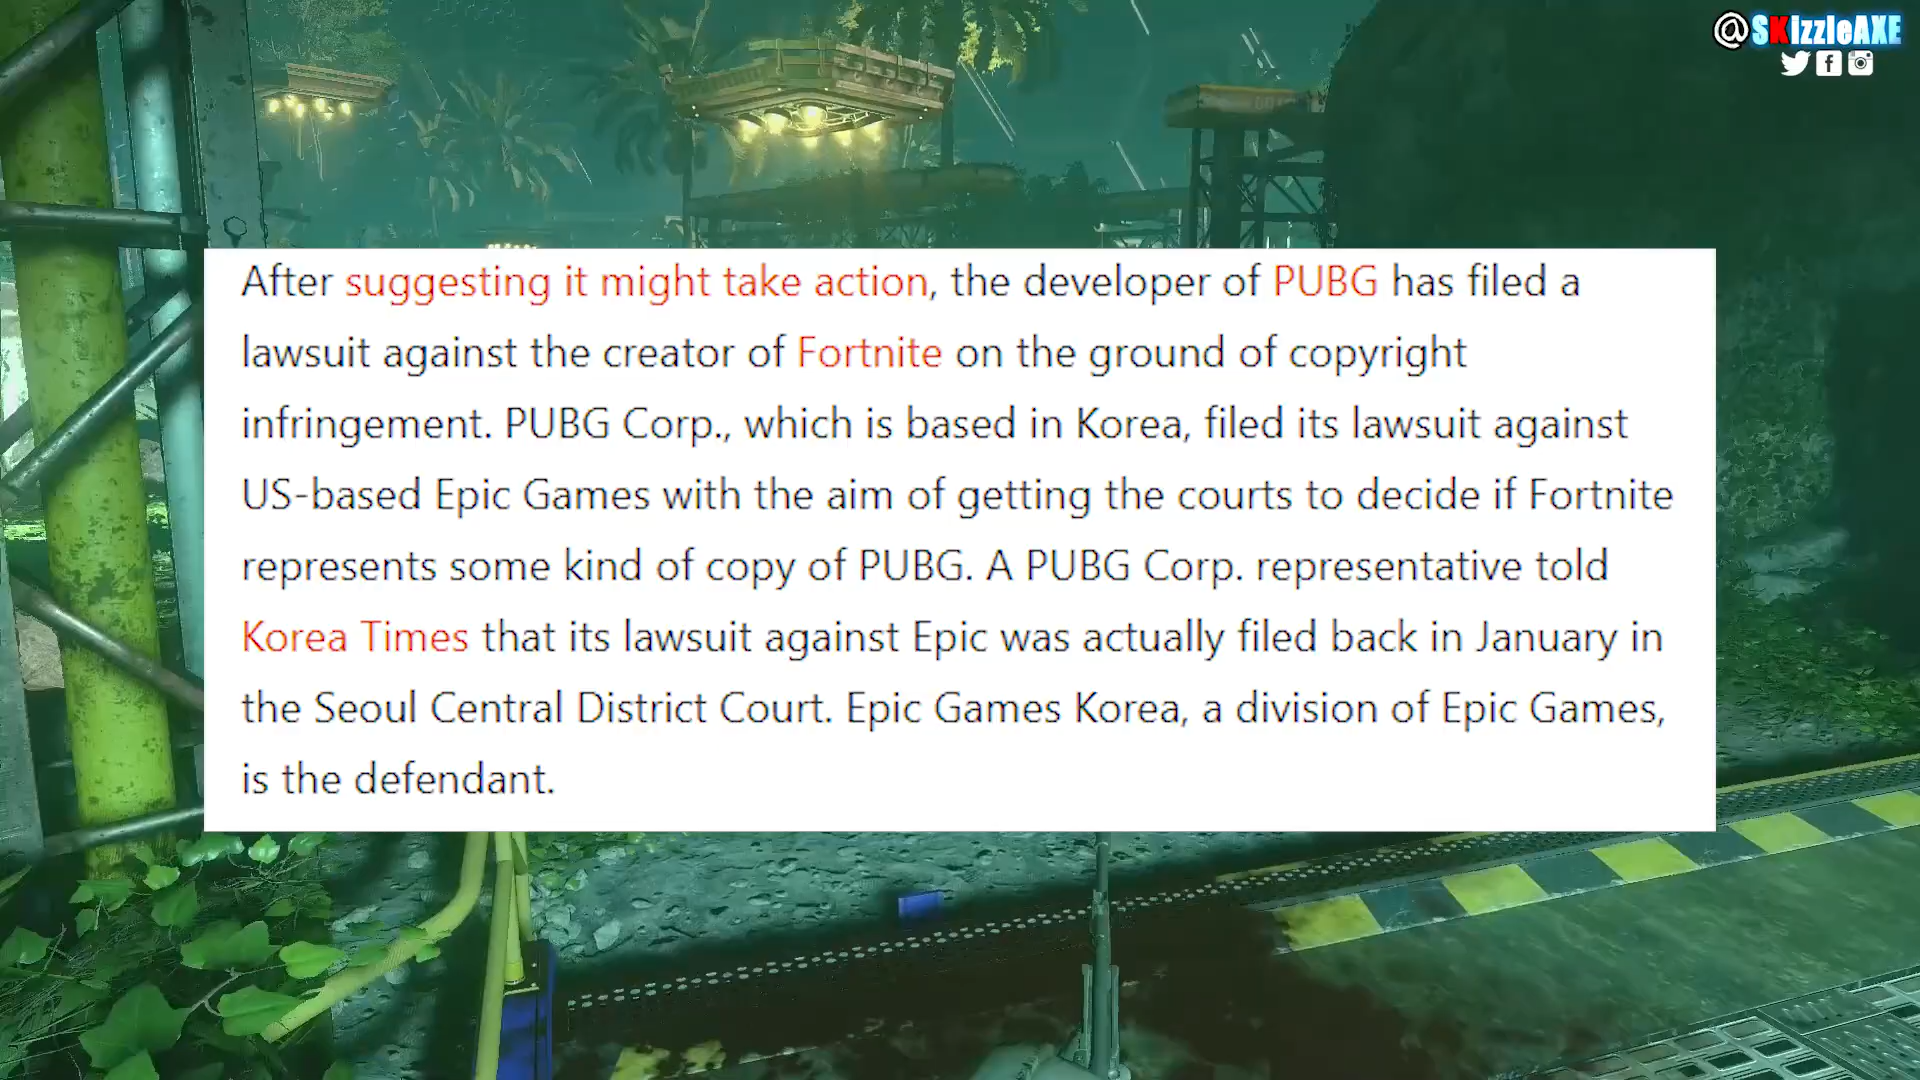 @SKizzleAXE
After suggesting it might take action, the developer of PUBG has filed a
lawsuit against the creator of Fortnite on the ground of copyright
infringement. PUBG Corp., which is based in Korea, filed its lawsuit against
US-based Epic Games with the aim of getting the courts to decide if Fortnite
represents some kind of copy of PUBG. A PUBG Corp. representative told
Korea Times that its lawsuit against Epic was actually filed back in January in
the Seoul Central District Court. Epic Games Korea, a division of Epic Games,
is the defendant.